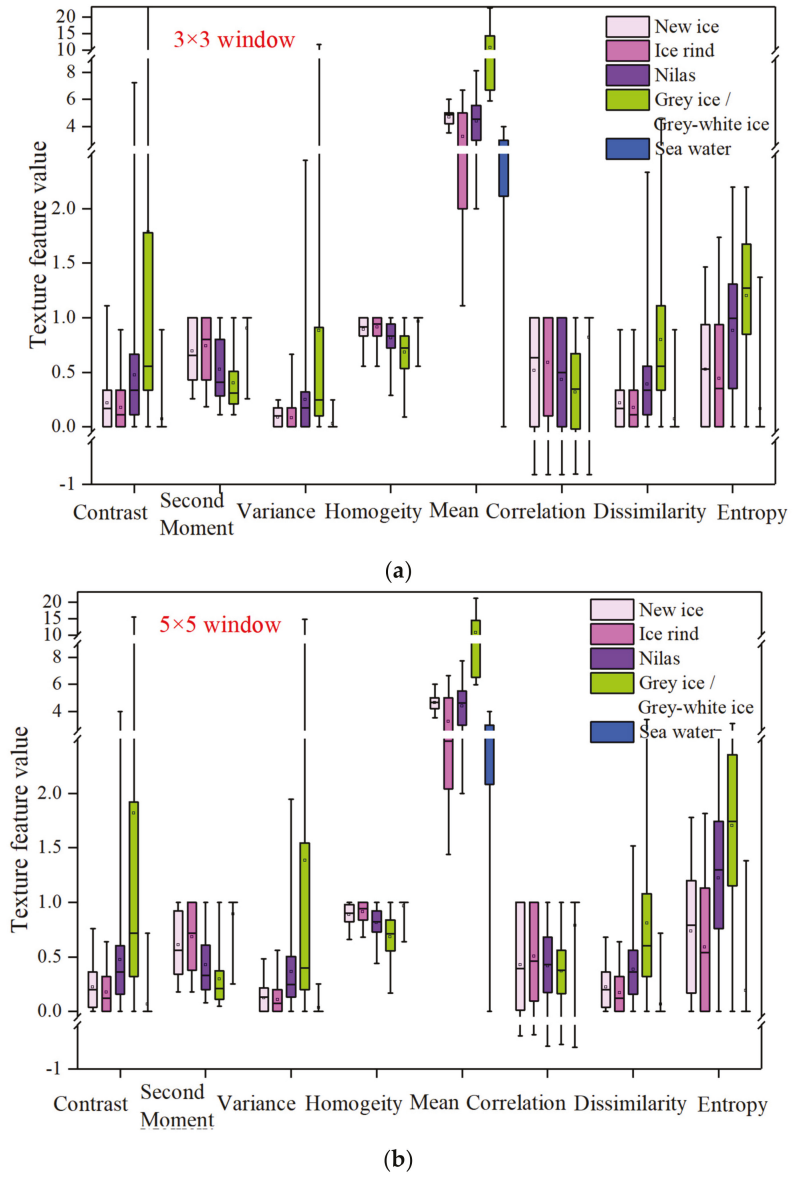 3×3 window
New ice
Ice rind
Nilas
Grey ice /
Grey-white ice
Sea water
Texture feature value
20
15
10
8
6
4
2.0
1.5
1.0
0.5
0.0
-1
Contrast
Second
Moment
Variance
Homogeity
Mean
Correlation
Dissimilarity
Entropy
(a)
5×5 window
New ice
Ice rind
Nilas
Grey ice /
Grey-white ice
Sea water
Texture feature value
20
15
10
8
6
4
2.0
1.5
1.0
0.5
0.0
-1
Contrast
Second
Moment
Variance
Homogeity
Mean
Correlation
Dissimilarity
Entropy
(b)